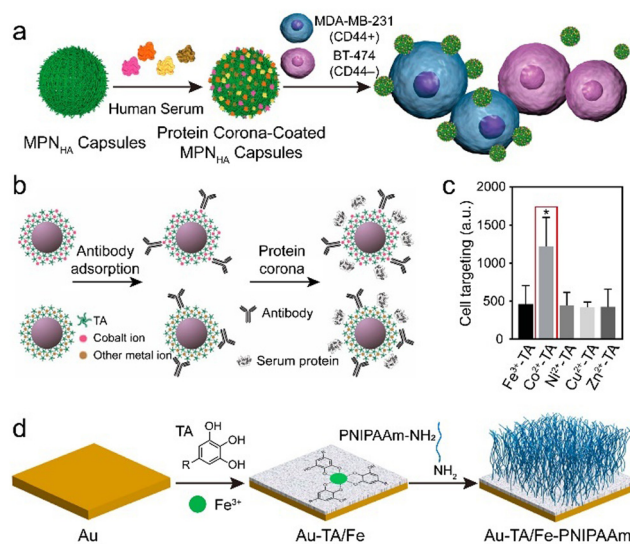 a
MDA-MB-231
(CD44+)
BT-474
(CD44–)
Human Serum
MPNHA Capsules
Protein Corona-Coated
MPNHA Capsules
b
Antibody
adsorption
Protein
corona
TA
Cobalt ion
Other metal ion
Antibody
Serum protein
c
Cell targeting (a.u.)
2000
1500
1000
500
0
*
Fe3+-TA
Co2+-TA
Ni2+-TA
Cu2+-TA
Zn2+-TA
d
TA
OH
OH
OH
R
Fe3+
PNIPAAm-NH2
NH2
Au
Au-TA/Fe
Au-TA/Fe-PNIPAAm